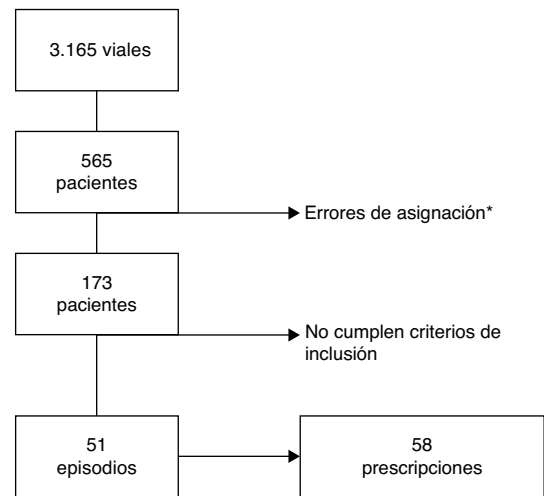 3.165 viales
565
pacientes
Errores de asignación*
173
pacientes
No cumplen criterios de
inclusión
51
episodios
58
prescripciones